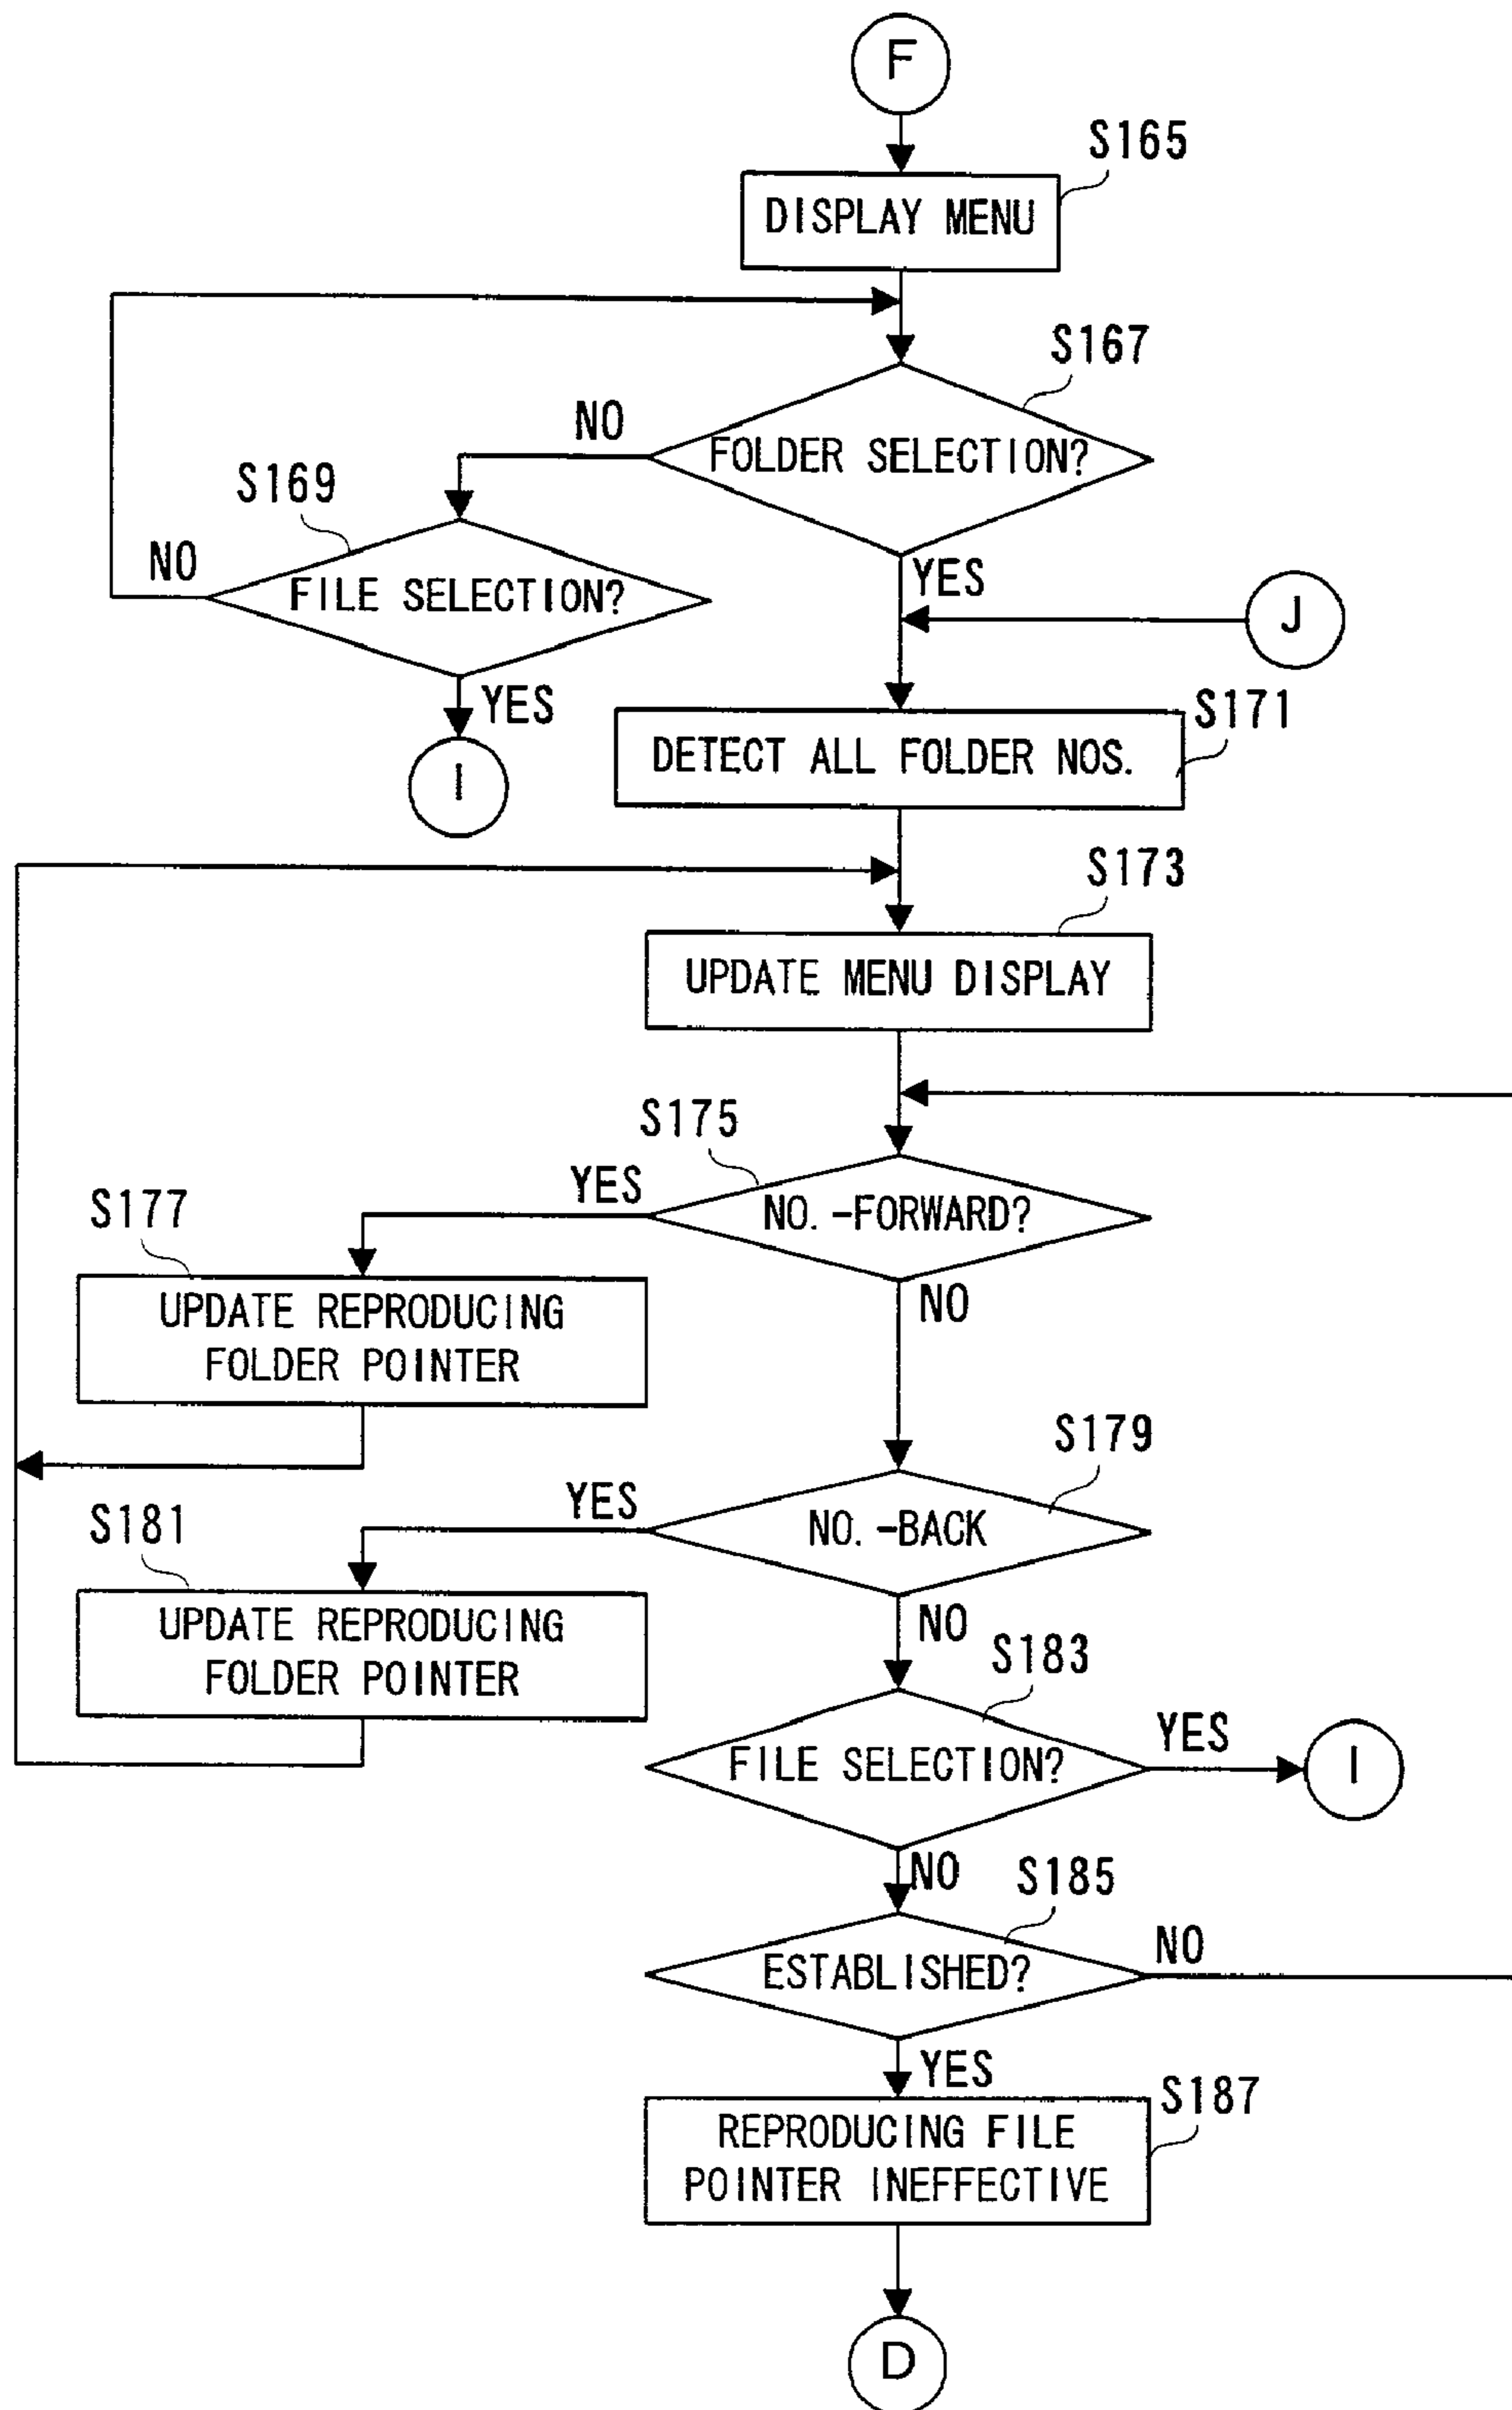 F
S165
DISPLAY MENU
S167
NO
FOLDER SELECTION?
S169
NO
FILE SELECTION?
YES
J
YES
I
S171
DETECT ALL FOLDER NOS.
S173
UPDATE MENU DISPLAY
S175
YES
NO.-FORWARD?
S177
NO
UPDATE REPRODUCING
FOLDER POINTER
S179
YES
NO.-BACK
S181
NO
UPDATE REPRODUCING
FOLDER POINTER
S183
YES
FILE SELECTION?
I
NO
S185
NO
ESTABLISHED?
YES
S187
REPRODUCING FILE
POINTER INEFFECTIVE
D